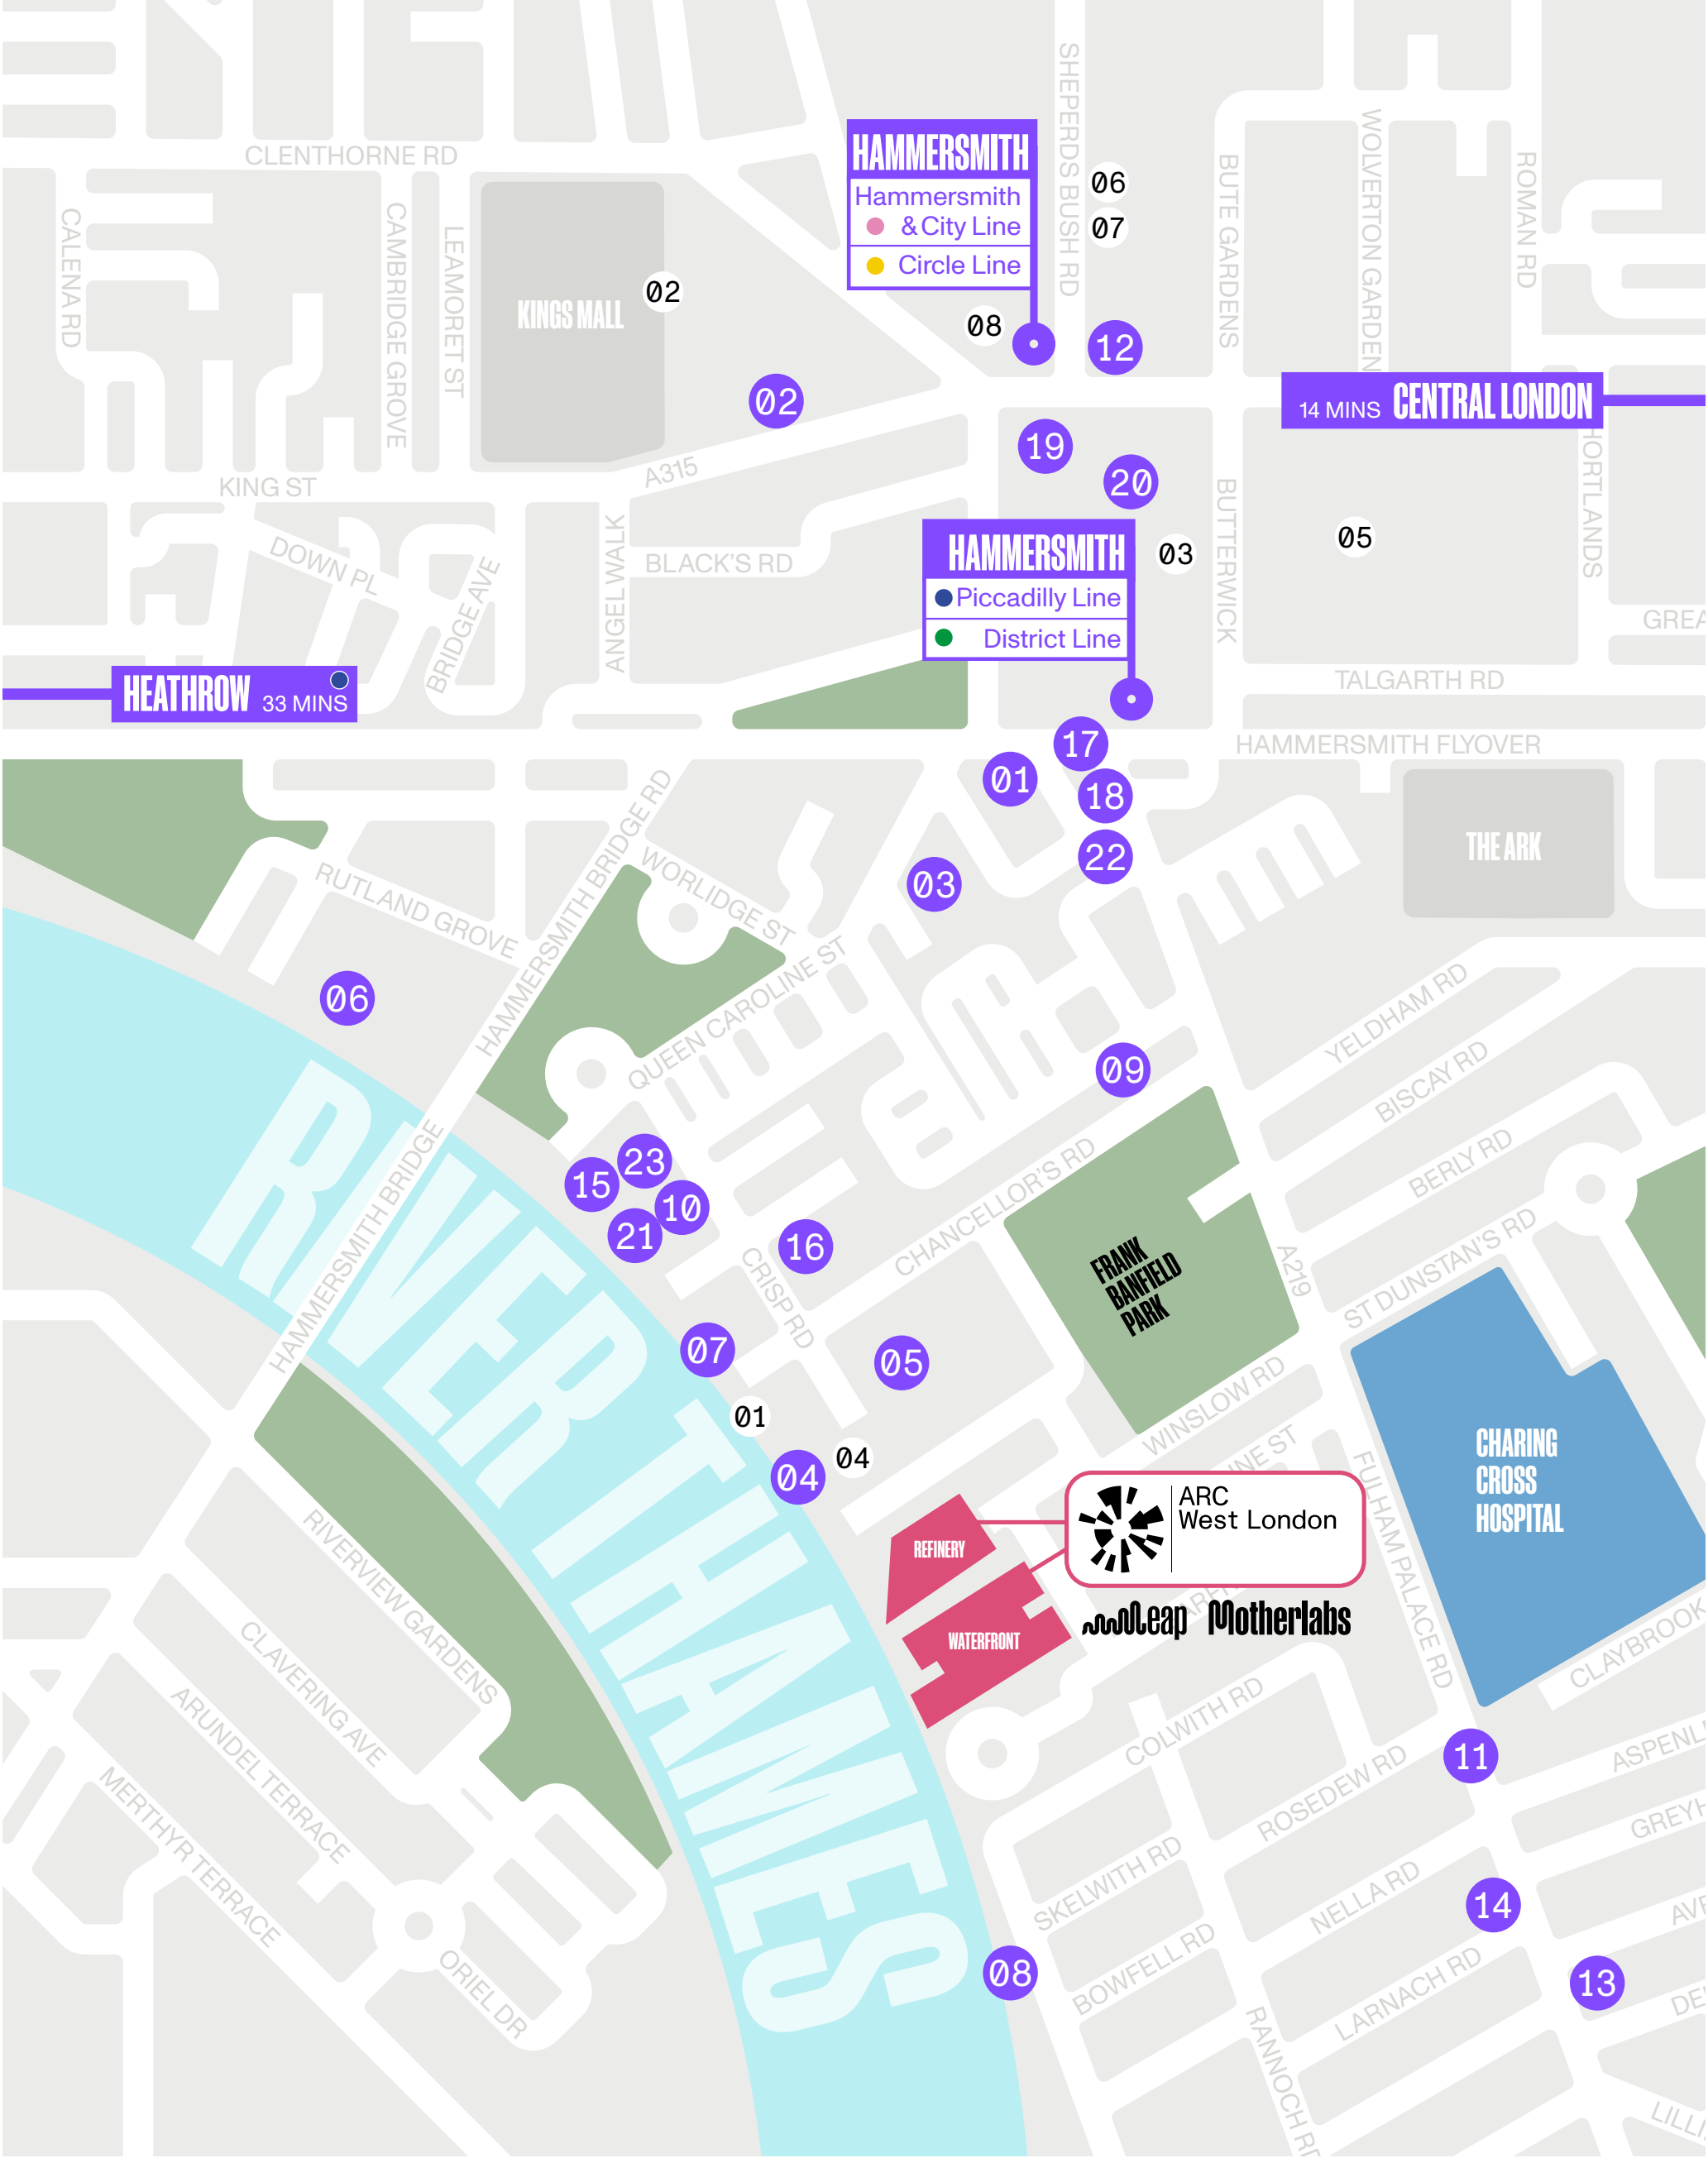 CLENTHORNE RD
CALENA RD
CAMBRIDGE GROVE
LEAMORET ST
KINGS MALL
02
HAMMERSMITH
Hammersmith
& City Line
Circle Line
SHEPERDS BUSH RD
06
07
08
12
BUTE GARDENS
WOLVERTON GARDEN
ROMAN RD
02
14 MINS CENTRAL LONDON
19
20
A315
KING ST
DOWN PL
BRIDGE AVE
ANGEL WALK
BLACK'S RD
HAMMERSMITH
Piccadilly Line
District Line
03
BUTTERWICK
05
HORTLANDS
GREA
HEATHROW 33 MINS
TALGARTH RD
HAMMERSMITH FLYOVER
17
01
18
22
03
THE ARK
RUTLAND GROVE
HAMMERSMITH BRIDGE RD
WORLIDGE ST
QUEEN CAROLINE ST
06
YELDHAM RD
BISCAY RD
BERLY RD
09
CHANCELLOR'S RD
23
15
10
21
16
CRISP RD
FRANK
BANFIELD
PARK
A219
ST DUNSTAN'S RD
HAMMERSMITH BRIDGE
RIVER THAMES
07
05
01
04
04
WINSLOW RD
INE ST
FULHAM PALACE RD
CHARING
CROSS
HOSPITAL
REFINERY
WATERFRONT
ARC
West London
Leap Motherlabs
CLAYBROOK
RIVERVIEW GARDENS
CLAVERING AVE
ARUNDEL TERRACE
MERTHYR TERRACE
ORIEL DR
COLWITH RD
ROSEDEW RD
11
ASPENL
GREYH
SKELWITH RD
NELLA RD
14
AVE
BOWFELL RD
LARNACH RD
08
13
DE
RANNOCH RD
LILLI